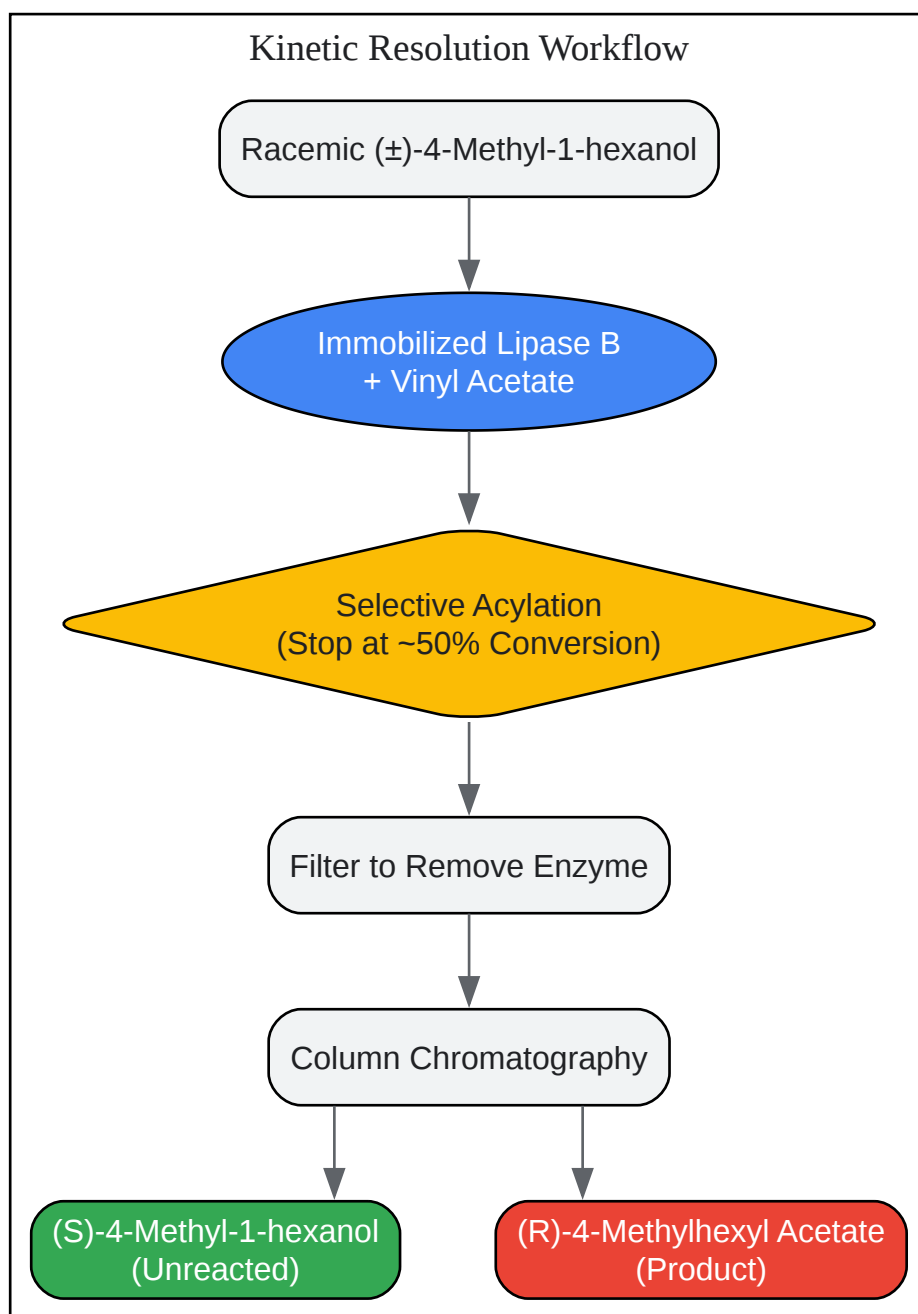 Kinetic Resolution Workflow
Racemic (±)-4-Methyl-1-hexanol
Immobilized Lipase B
+ Vinyl Acetate
Selective Acylation
(Stop at ~50% Conversion)
Filter to Remove Enzyme
Column Chromatography
(S)-4-Methyl-1-hexanol
(Unreacted)
(R)-4-Methylhexyl Acetate
(Product)